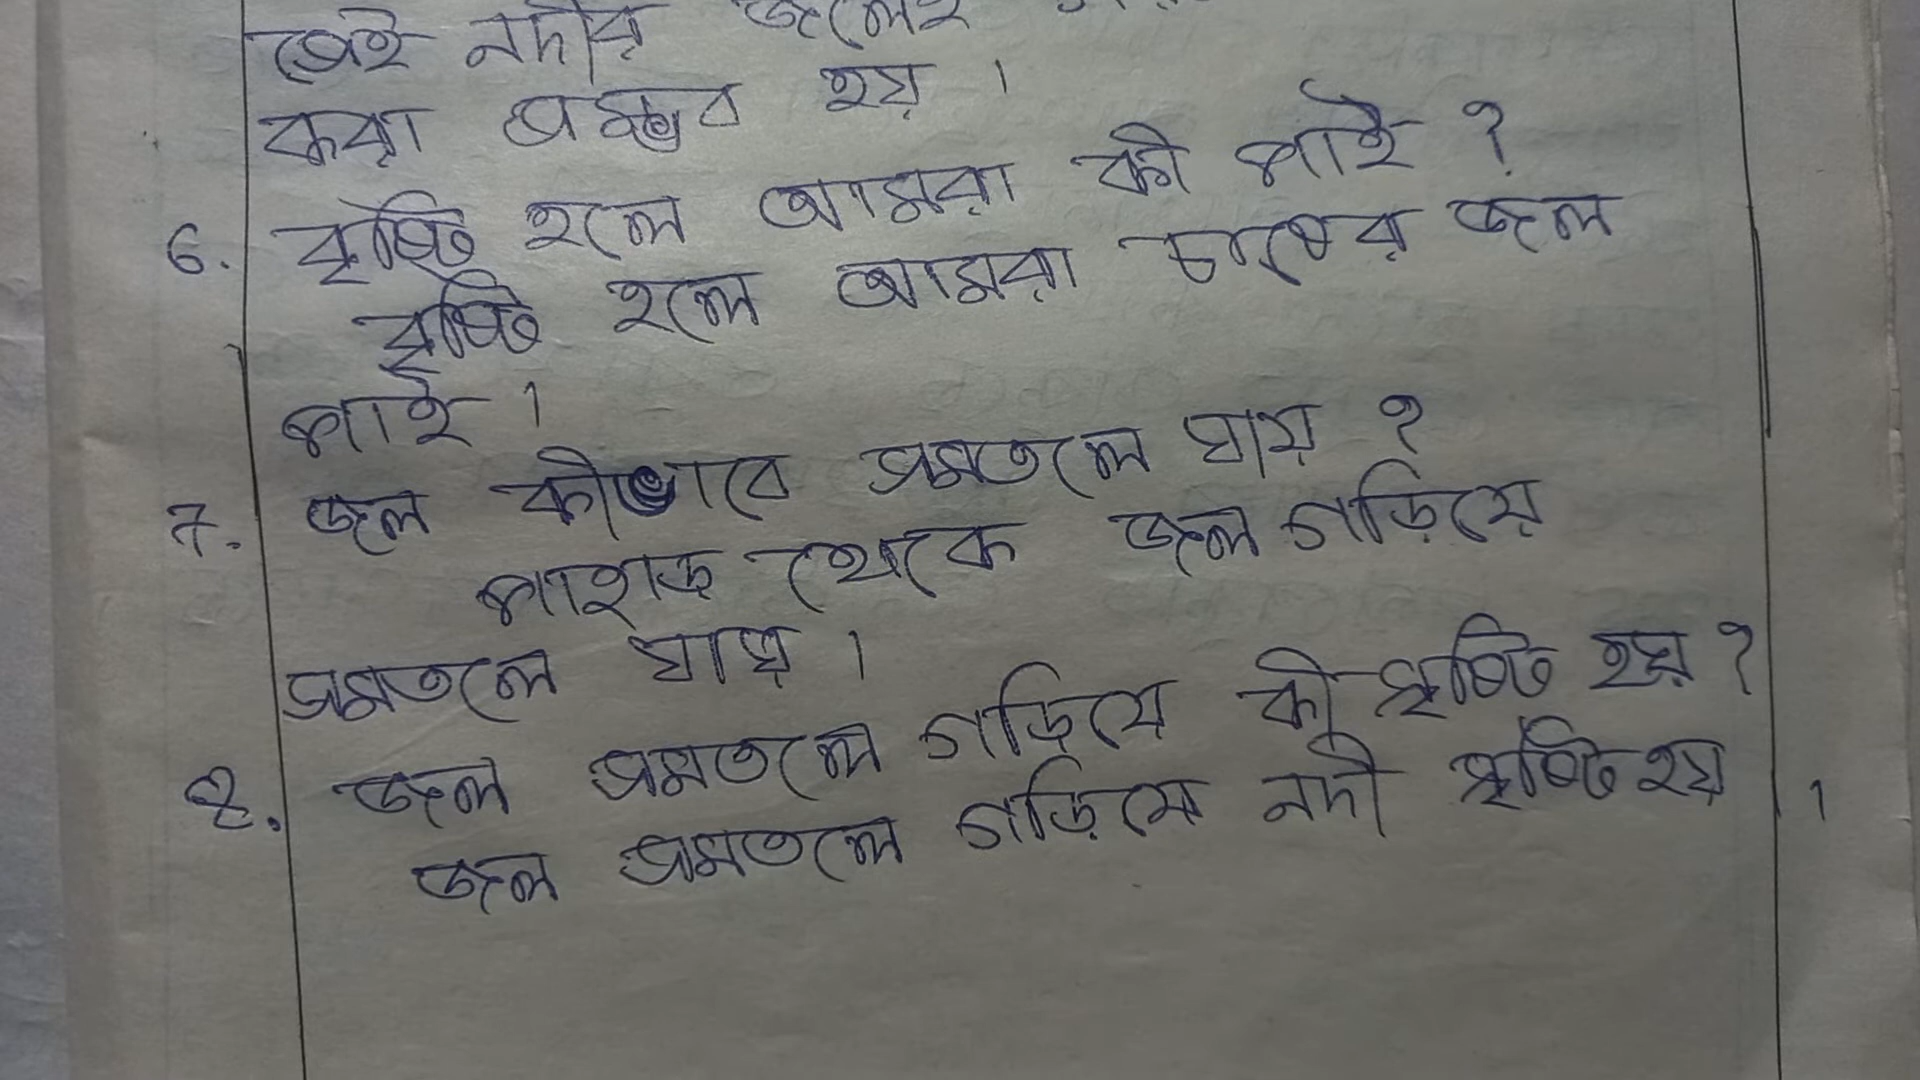 সেই নদীর জলেই
করা সম্ভব হয়।
6. বৃষ্টি হলে আমরা কী পাই?
বৃষ্টি হলে আমরা চাষের জল
পাই।
7. জল কীভাবে সমতলে যায়?
পাহাড় থেকে জল গড়িয়ে
সমতলে যায়।
8. জল সমতলে গড়িয়ে কী সৃষ্টি হয়?
জল সমতলে গড়িয়ে নদী সৃষ্টি হয়।